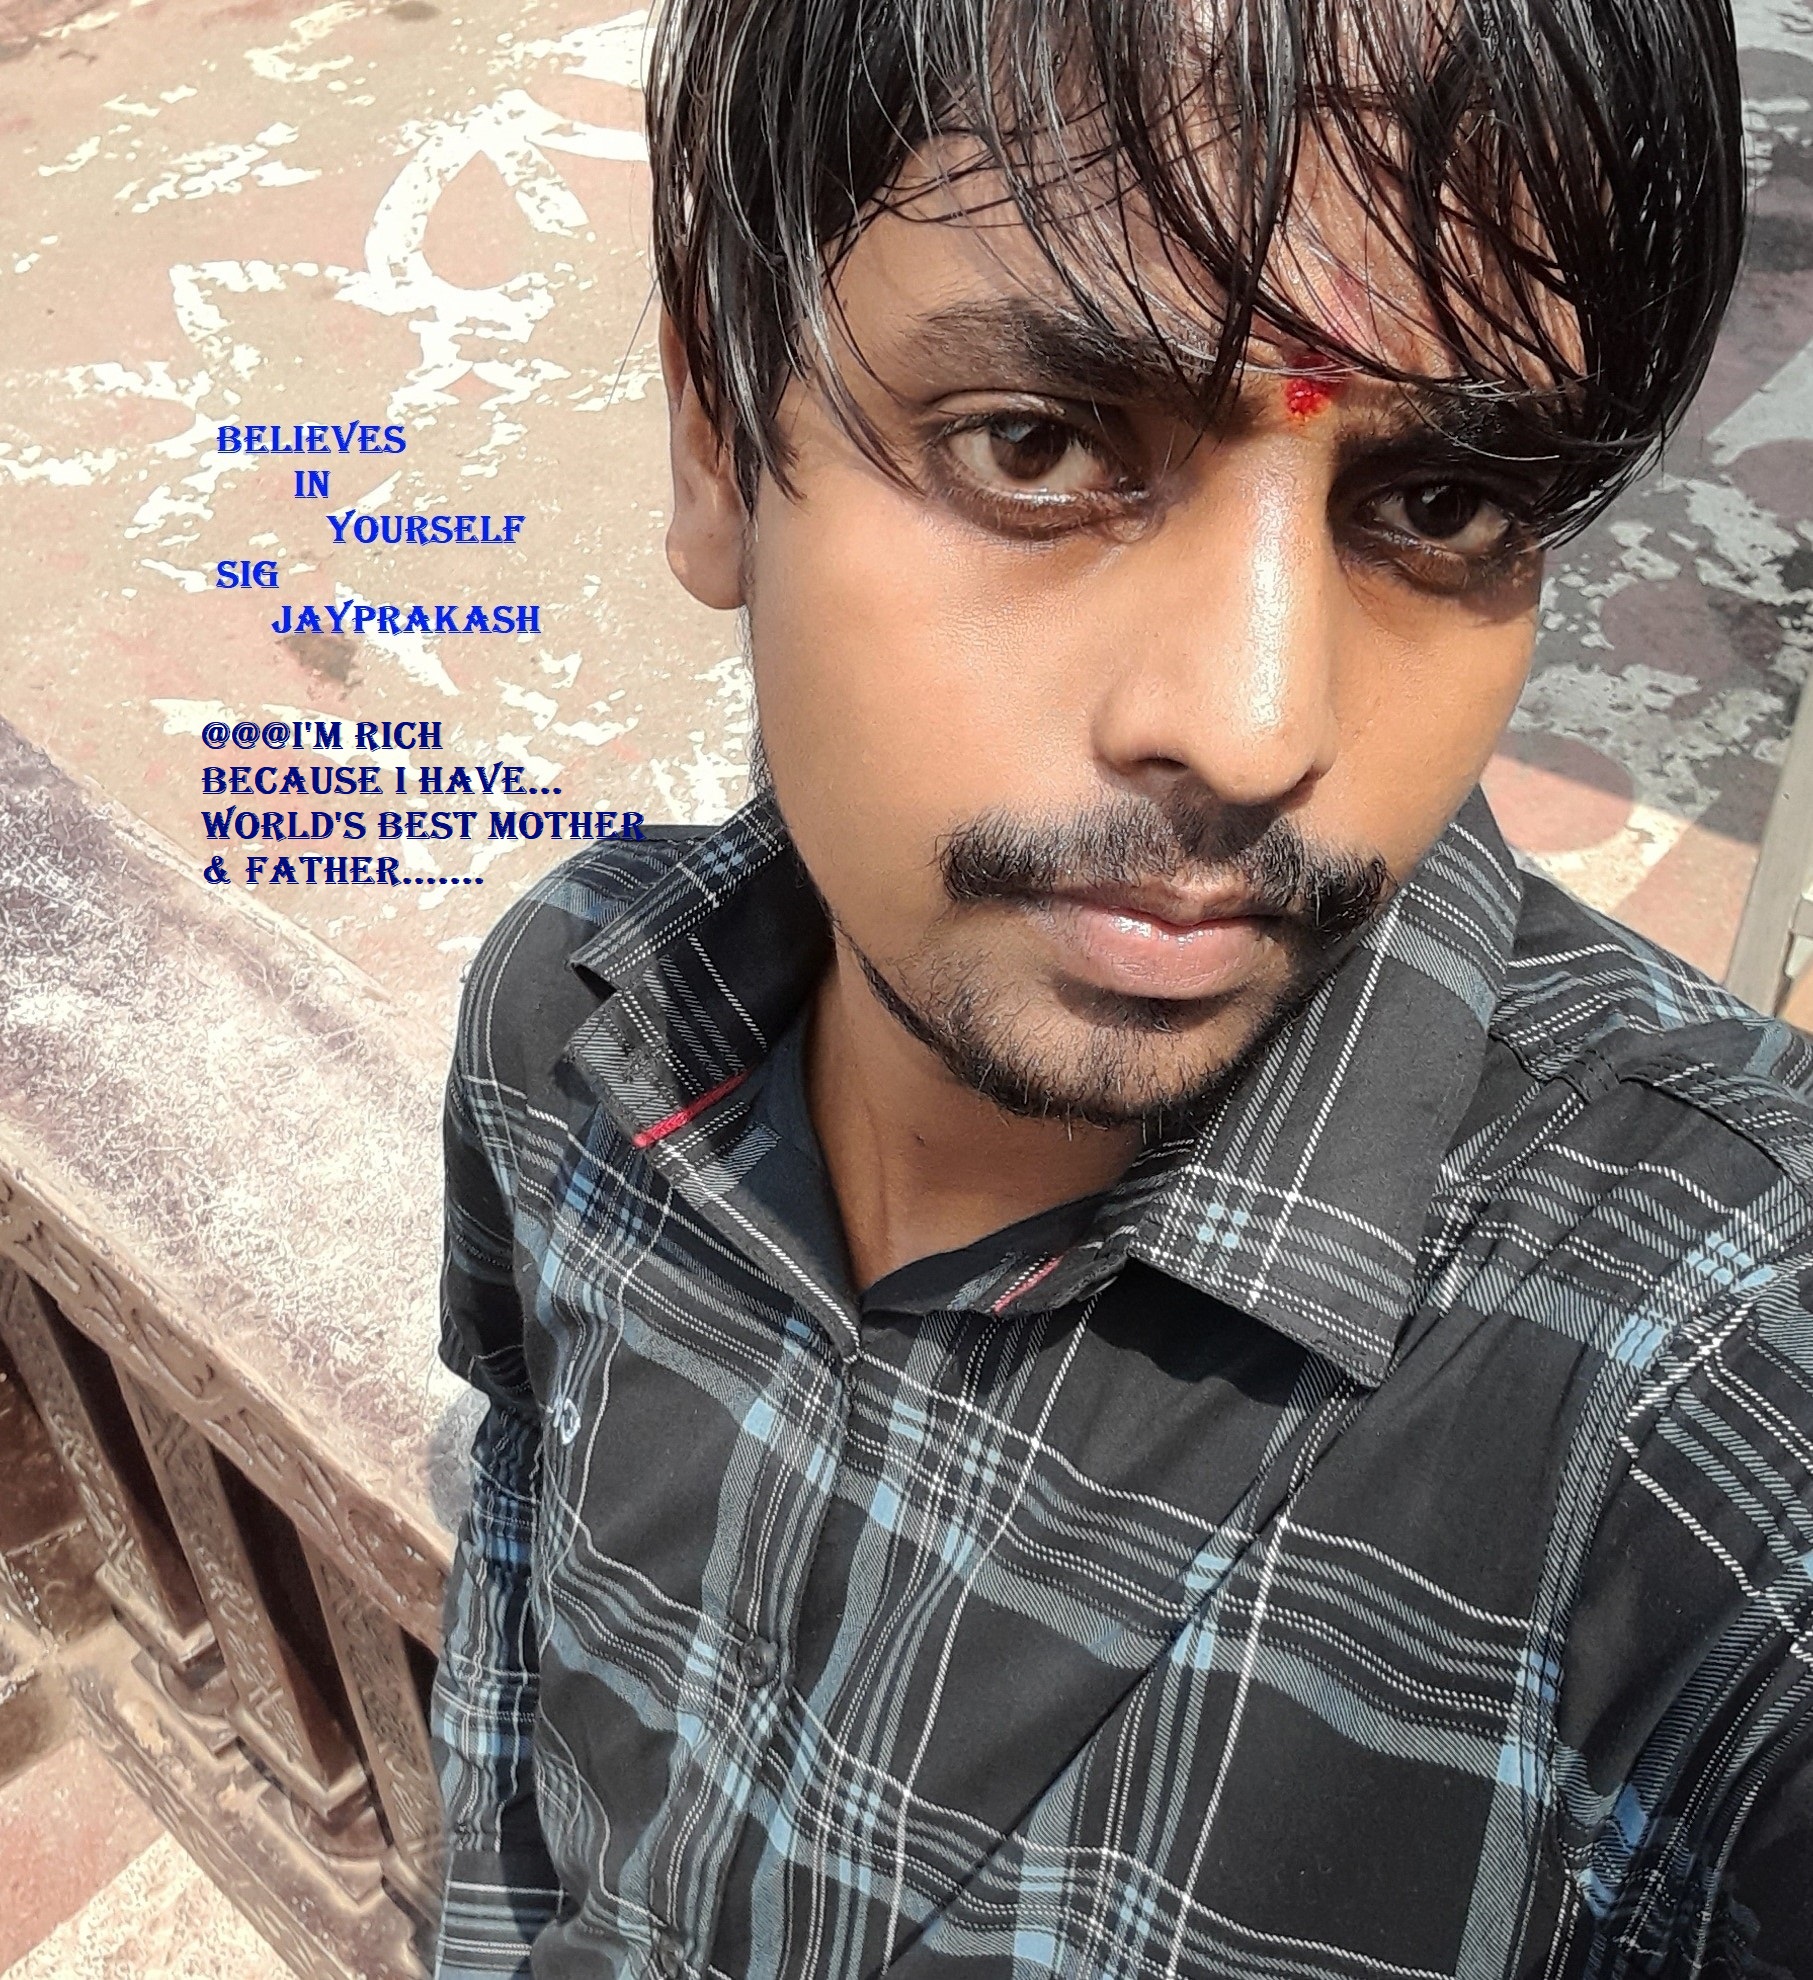 BELIEVES
IN
YOURSELF
SIG
JAYPRAKASH
@@@I'M RICH
BECAUSE I HAVE...
WORLD'S BEST MOTHER
& FATHER.......